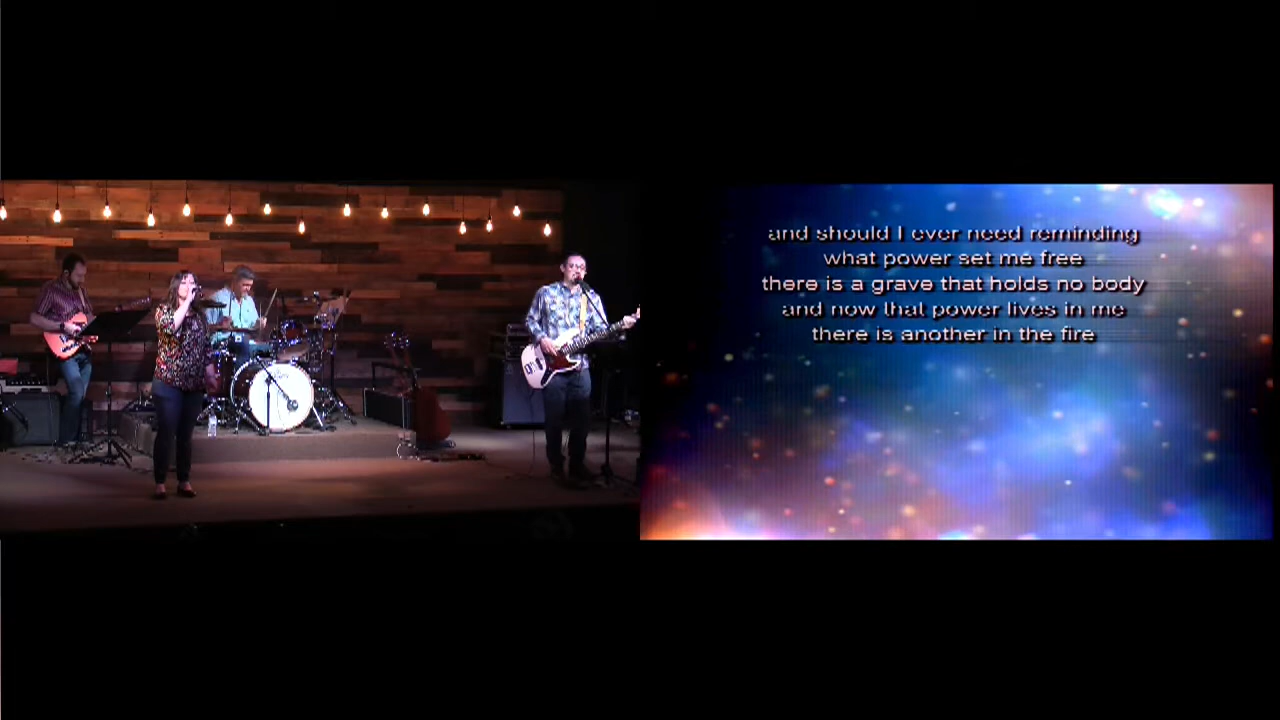 and should I ever need reminding
what power set me free
there is a grave that holds no body
and now that power lives in me
there is another in the fire